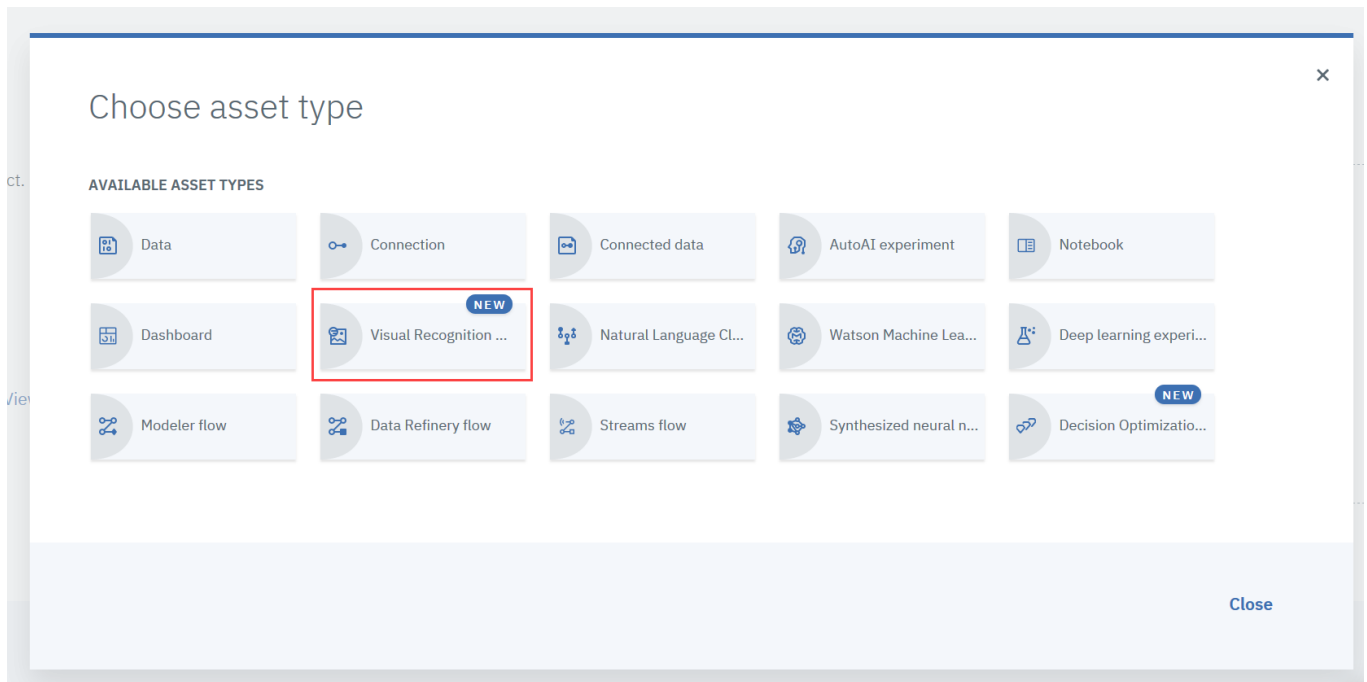 Choose asset type
ct.
AVAILABLE ASSET TYPES
Data
Connection
Connected data
AutoAI experiment
Notebook
NEW
Dashboard
Visual Recognition ...
Natural Language Cl...
Watson Machine Lea...
Deep learning experi...
NEW
View
Modeler flow
Data Refinery flow
Streams flow
Synthesized neural n...
Decision Optimizatio...
Close